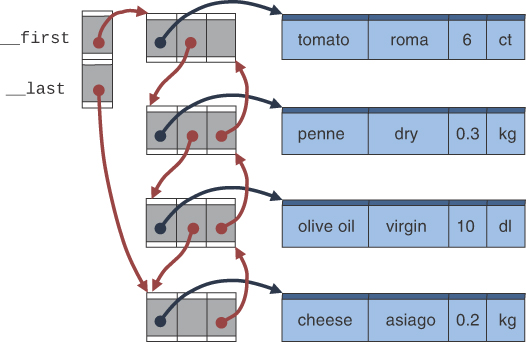 __first
__last
tomato roma 6 ct
penne dry 0.3 kg
olive oil virgin 10 dl
cheese asiago 0.2 kg